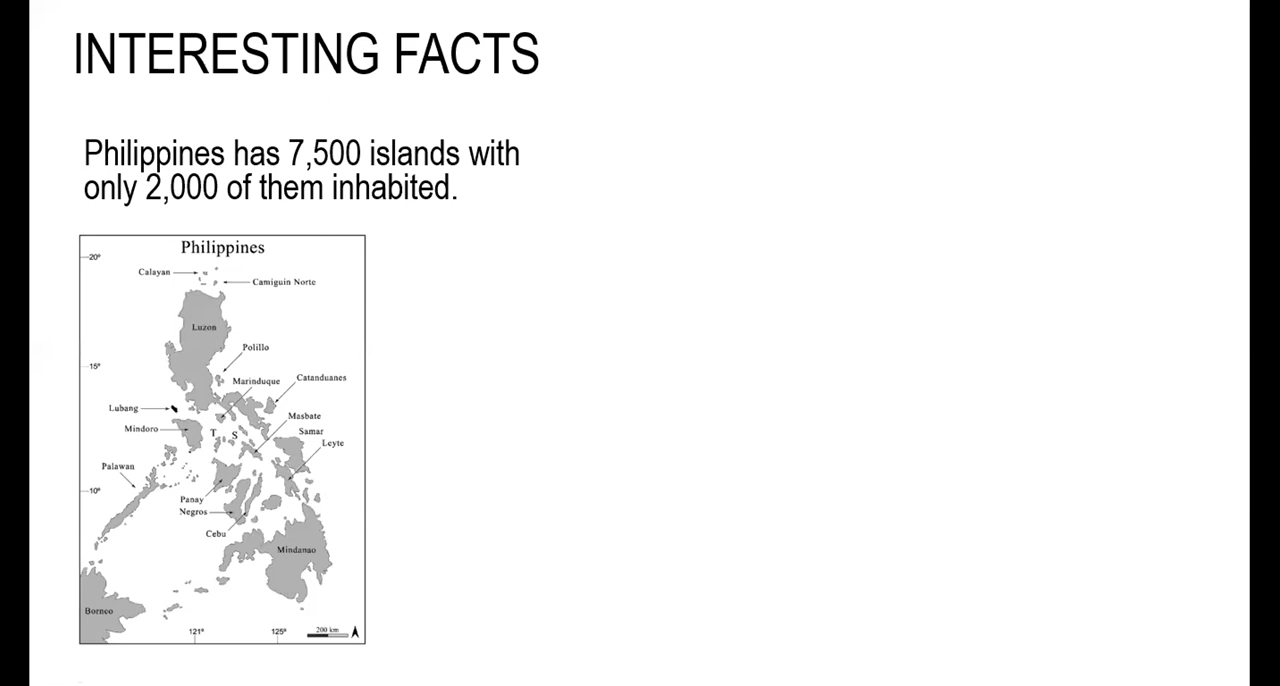 INTERESTING FACTS
Philippines has 7,500 islands with
only 2,000 of them inhabited.
Philippines
20°
Calayan
Camiguin Norte
Luzon
Polillo
15°
Marinduque
Catanduanes
Lubang
Masbate
Mindoro
T
S
Samar
Leyte
Palawan
10°
Panay
Negros
Cebu
Mindanao
Borneo
121°
125°
200 km